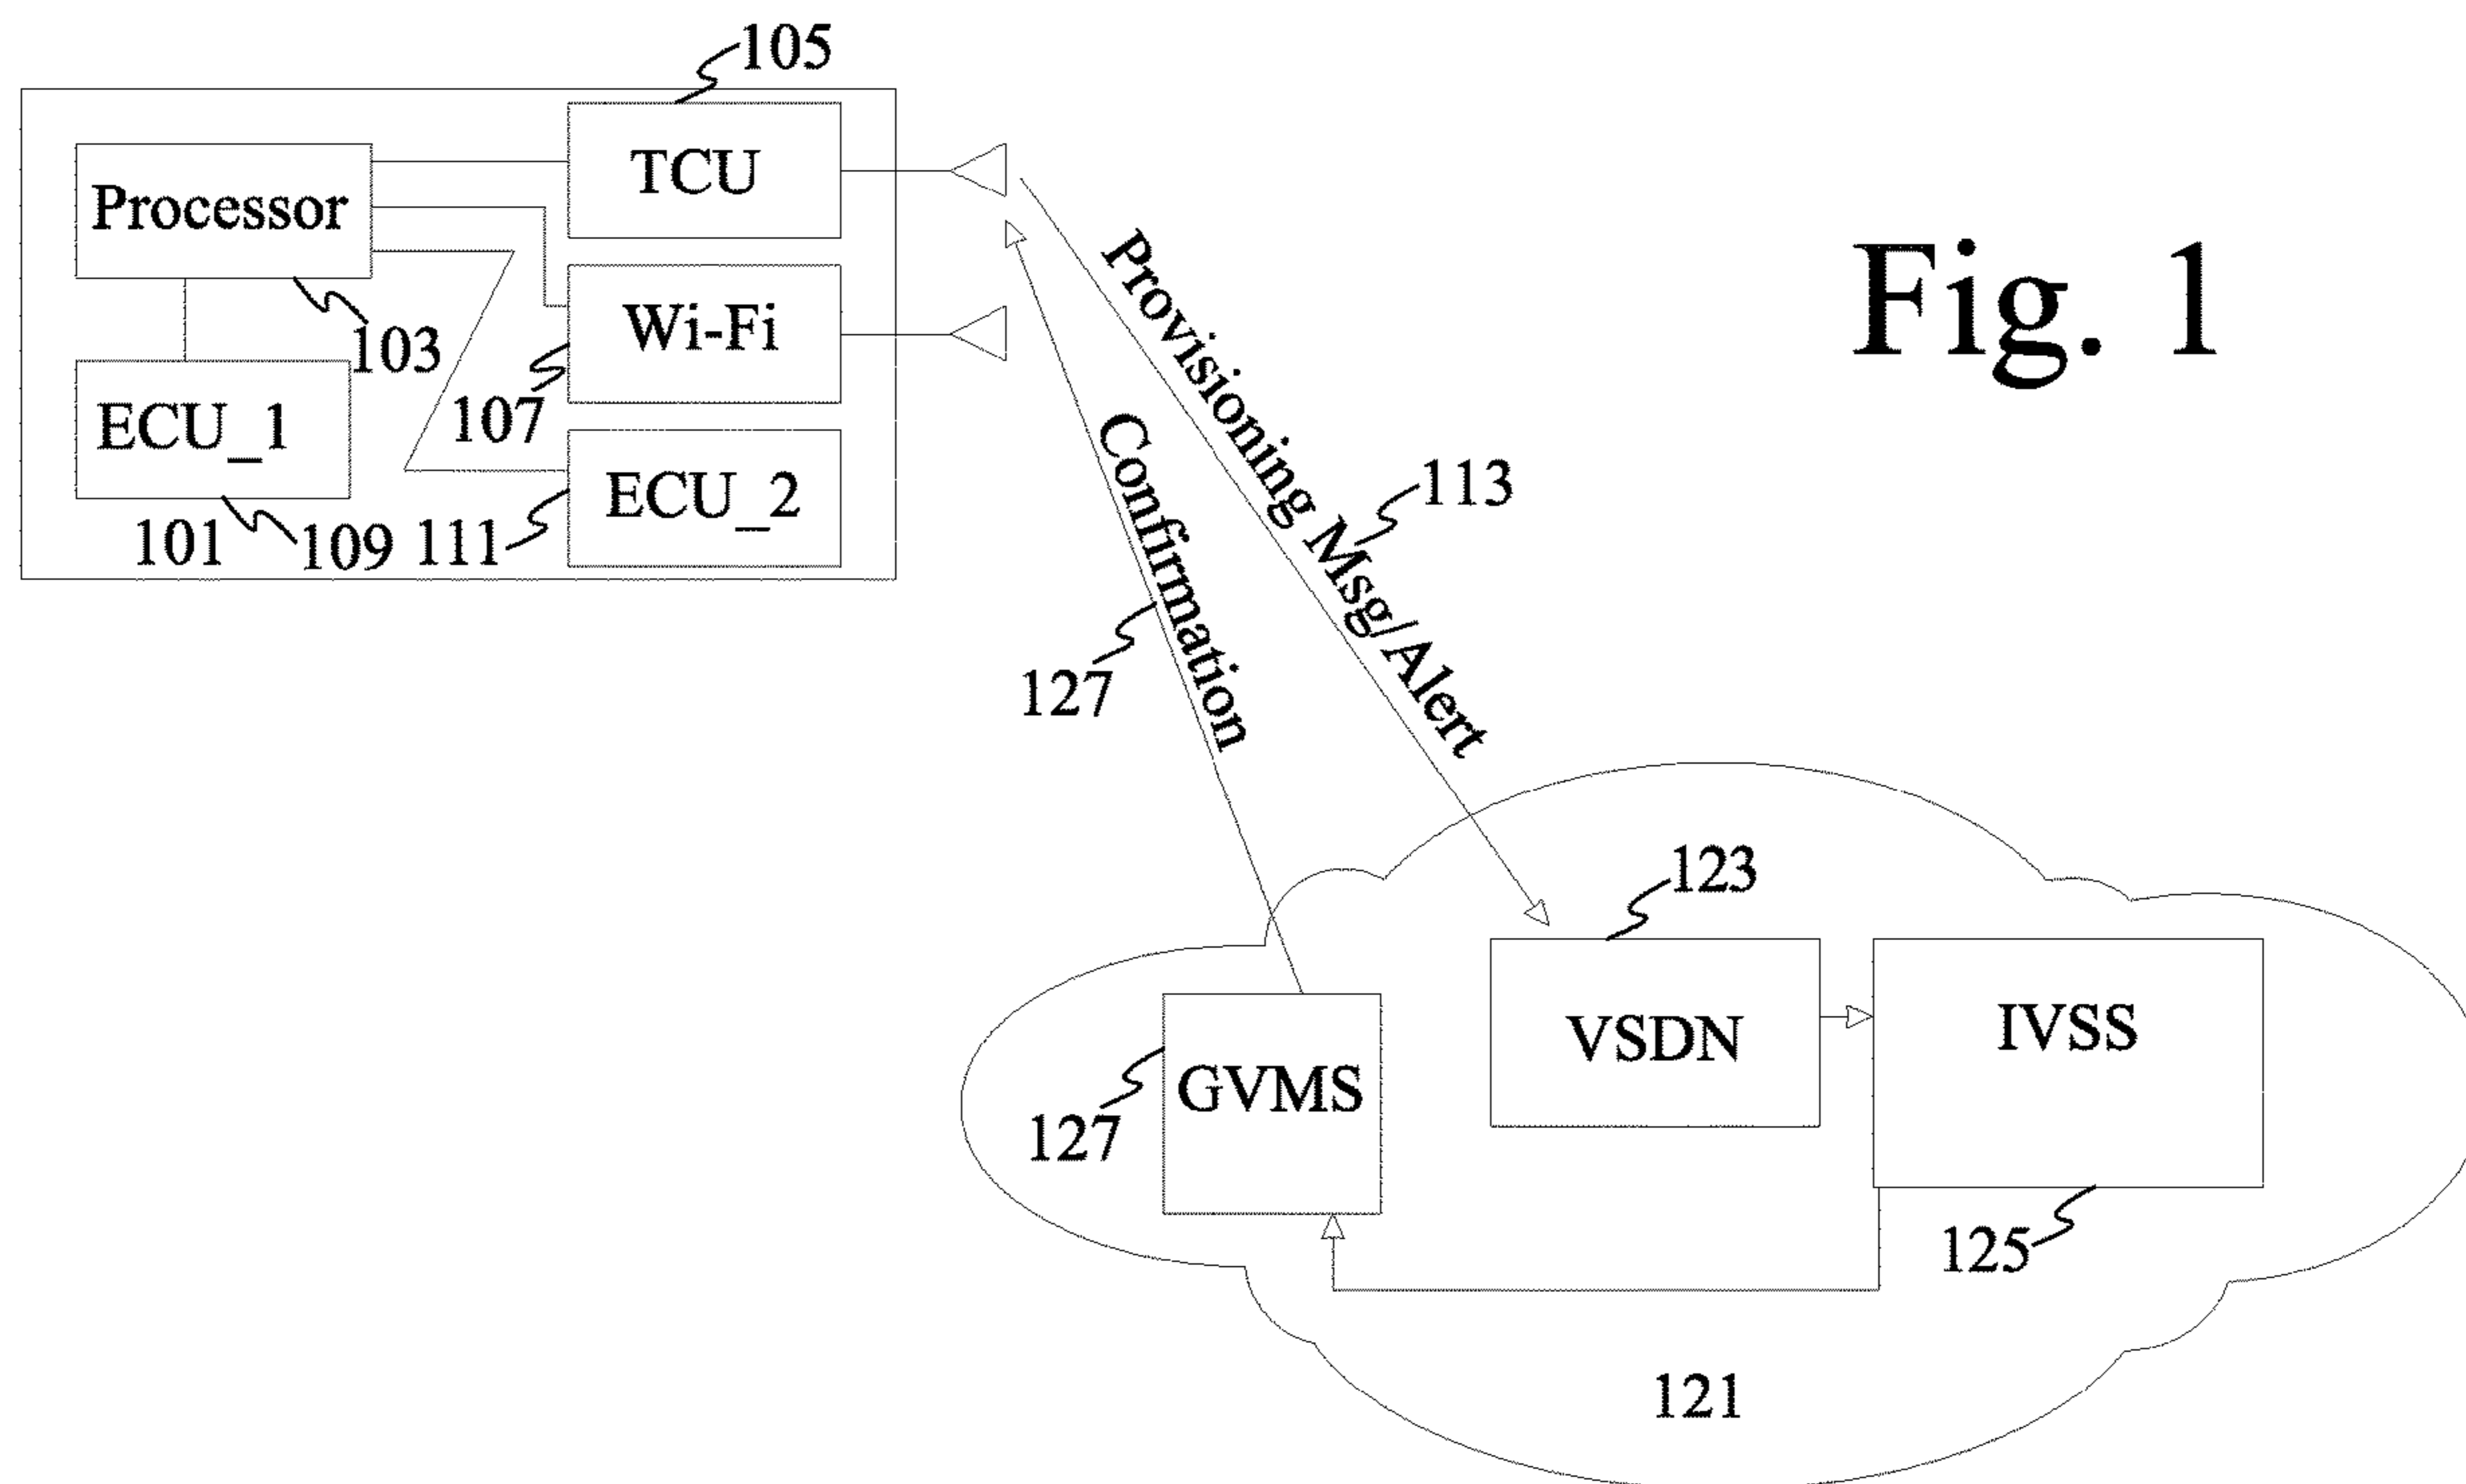 105
TCU
Processor
Fig. 1
Wi-Fi
103
107
ECU_1
ECU_2
101
109
111
Provisioning Msg/Alert
113
Confirmation
127
123
VSDN
IVSS
GVMS
127
125
121